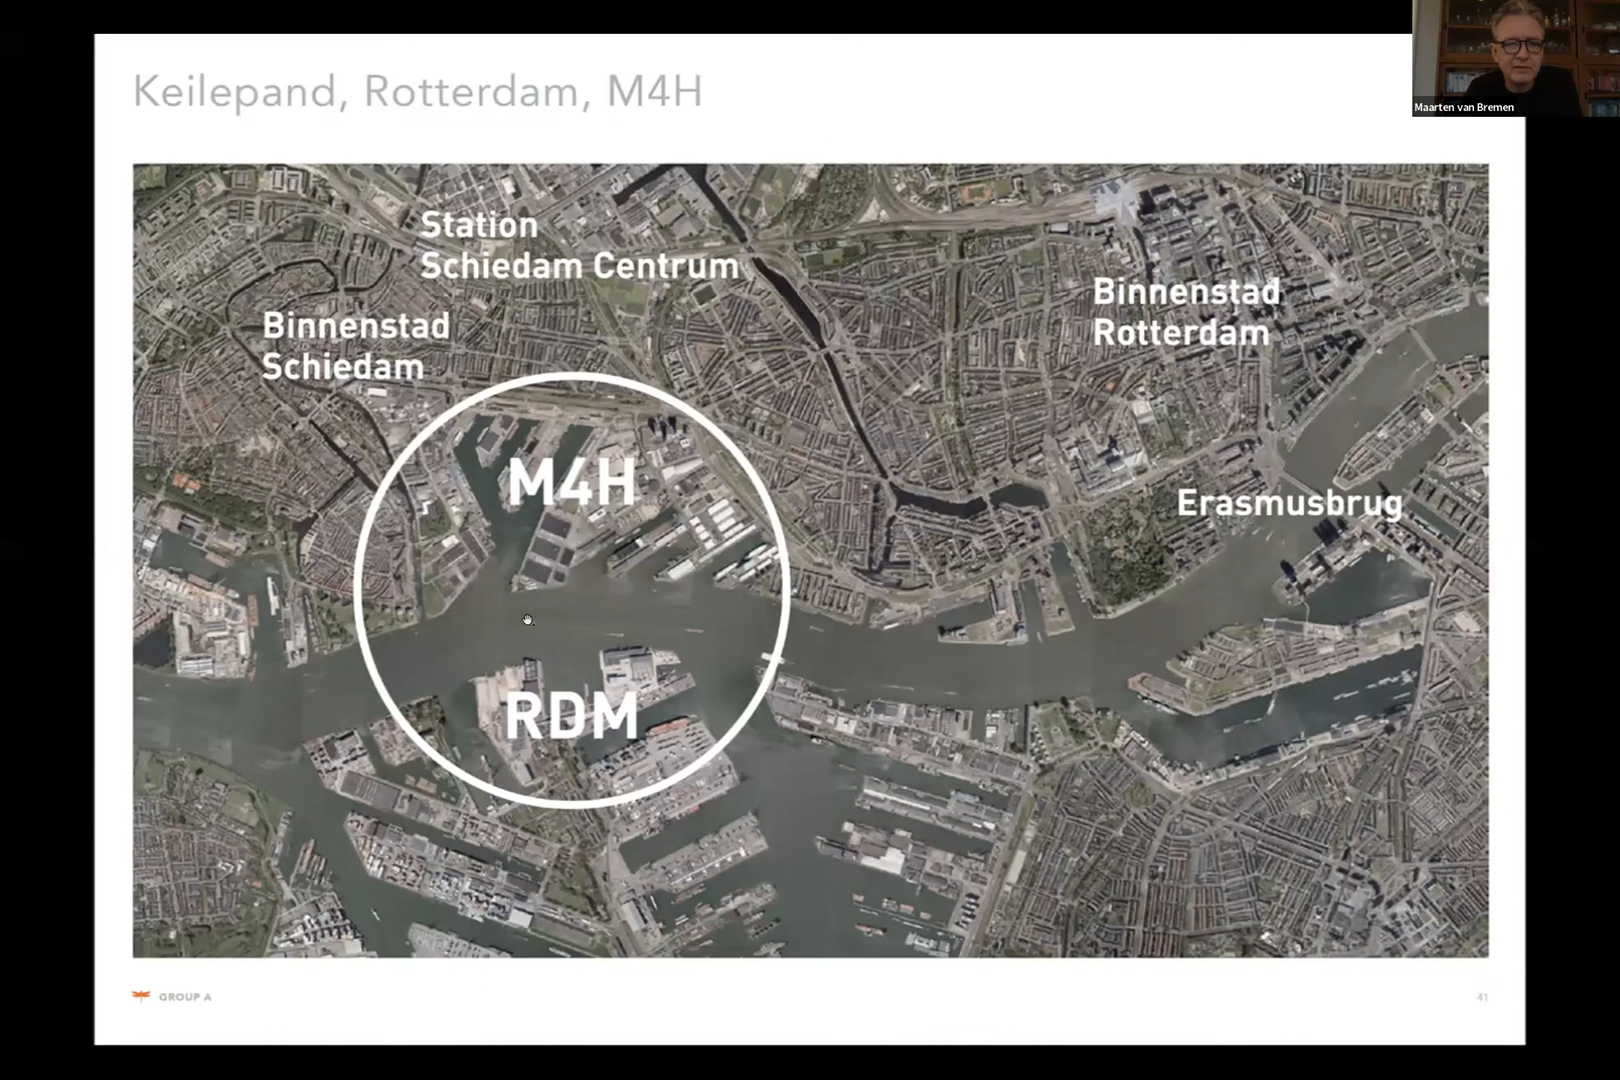 Keilepand, Rotterdam, M4H
Maarten van Bremen
Station
Schiedam Centrum
Binnenstad
Schiedam
Binnenstad
Rotterdam
M4H
Erasmusbrug
RDM
GROUP A
41